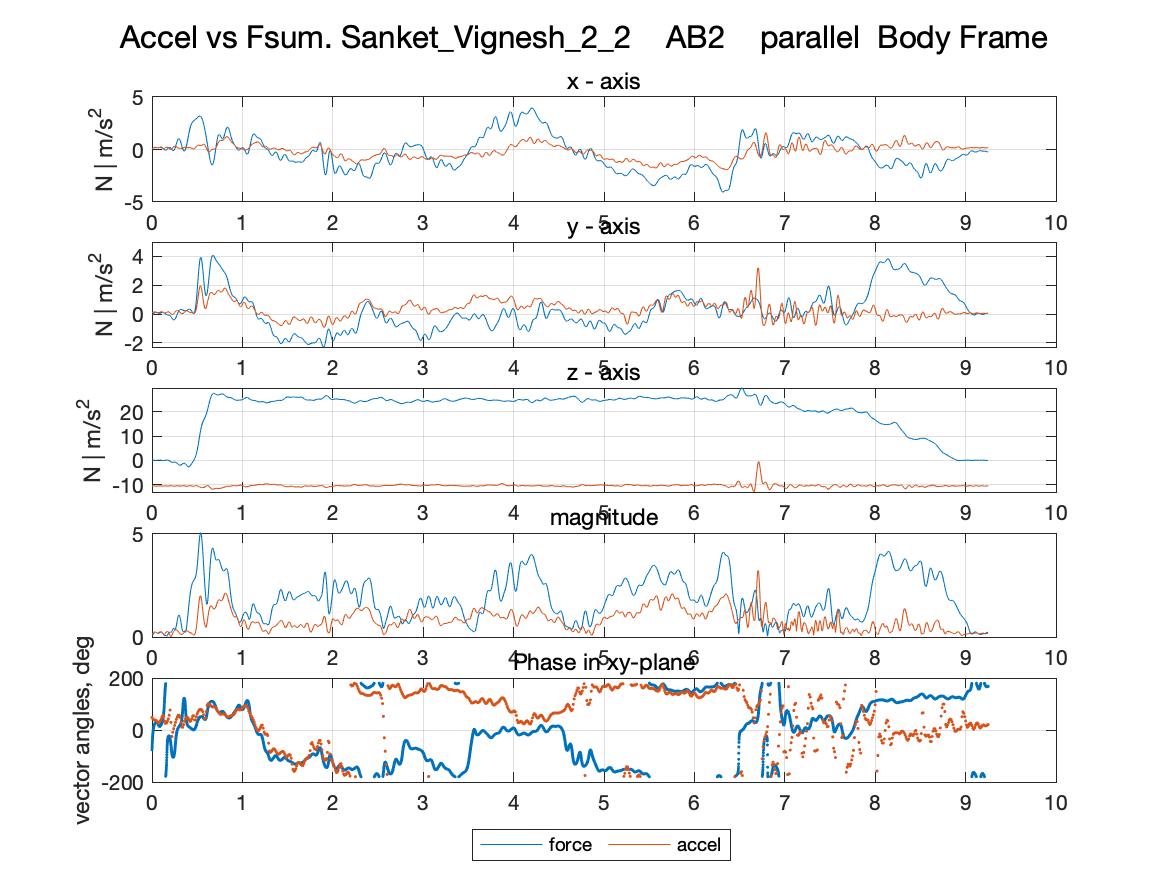 Accel vs Fsum. Sanket_Vignesh_2_2 AB2 parallel Body Frame
x - axis
N | m/s²
5
0
-5
0 1 2 3 4 5 6 7 8 9 10
y - axis
N | m/s²
4
2
0
-2
0 1 2 3 4 5 6 7 8 9 10
z - axis
N | m/s²
20
10
0
-10
0 1 2 3 4 5 6 7 8 9 10
magnitude
5
0
0 1 2 3 4 5 6 7 8 9 10
Phase in xy-plane
vector angles, deg
200
0
-200
0 1 2 3 4 5 6 7 8 9 10
force accel